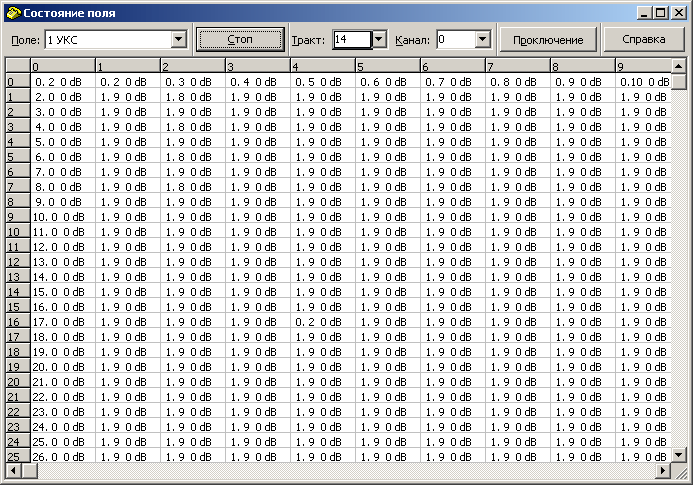 Состояние поля
Поле: 1 УКС Стоп Тракт: 14 Канал: 0 Проключение Справка
0 1 2 3 4 5 6 7 8 9
0 0. 2 0 dB 0. 2 0 dB 0. 3 0 dB 0. 4 0 dB 0. 5 0 dB 0. 6 0 dB 0. 7 0 dB 0. 8 0 dB 0. 9 0 dB 0.10 0 dB
1 2. 0 0 dB 1. 9 0 dB 1. 8 0 dB 1. 9 0 dB 1. 9 0 dB 1. 9 0 dB 1. 9 0 dB 1. 9 0 dB 1. 9 0 dB 1. 9 0 dB
2 3. 0 0 dB 1. 9 0 dB 1. 9 0 dB 1. 9 0 dB 1. 9 0 dB 1. 9 0 dB 1. 9 0 dB 1. 9 0 dB 1. 9 0 dB 1. 9 0 dB
3 4. 0 0 dB 1. 9 0 dB 1. 8 0 dB 1. 9 0 dB 1. 9 0 dB 1. 9 0 dB 1. 9 0 dB 1. 9 0 dB 1. 9 0 dB 1. 9 0 dB
4 5. 0 0 dB 1. 9 0 dB 1. 9 0 dB 1. 9 0 dB 1. 9 0 dB 1. 9 0 dB 1. 9 0 dB 1. 9 0 dB 1. 9 0 dB 1. 9 0 dB
5 6. 0 0 dB 1. 9 0 dB 1. 8 0 dB 1. 9 0 dB 1. 9 0 dB 1. 9 0 dB 1. 9 0 dB 1. 9 0 dB 1. 9 0 dB 1. 9 0 dB
6 7. 0 0 dB 1. 9 0 dB 1. 9 0 dB 1. 9 0 dB 1. 9 0 dB 1. 9 0 dB 1. 9 0 dB 1. 9 0 dB 1. 9 0 dB 1. 9 0 dB
7 8. 0 0 dB 1. 9 0 dB 1. 8 0 dB 1. 9 0 dB 1. 9 0 dB 1. 9 0 dB 1. 9 0 dB 1. 9 0 dB 1. 9 0 dB 1. 9 0 dB
8 9. 0 0 dB 1. 9 0 dB 1. 9 0 dB 1. 9 0 dB 1. 9 0 dB 1. 9 0 dB 1. 9 0 dB 1. 9 0 dB 1. 9 0 dB 1. 9 0 dB
9 10. 0 0 dB 1. 9 0 dB 1. 9 0 dB 1. 9 0 dB 1. 9 0 dB 1. 9 0 dB 1. 9 0 dB 1. 9 0 dB 1. 9 0 dB 1. 9 0 dB
10 11. 0 0 dB 1. 9 0 dB 1. 9 0 dB 1. 9 0 dB 1. 9 0 dB 1. 9 0 dB 1. 9 0 dB 1. 9 0 dB 1. 9 0 dB 1. 9 0 dB
11 12. 0 0 dB 1. 9 0 dB 1. 9 0 dB 1. 9 0 dB 1. 9 0 dB 1. 9 0 dB 1. 9 0 dB 1. 9 0 dB 1. 9 0 dB 1. 9 0 dB
12 13. 0 0 dB 1. 9 0 dB 1. 9 0 dB 1. 9 0 dB 1. 9 0 dB 1. 9 0 dB 1. 9 0 dB 1. 9 0 dB 1. 9 0 dB 1. 9 0 dB
13 14. 0 0 dB 1. 9 0 dB 1. 9 0 dB 1. 9 0 dB 1. 9 0 dB 1. 9 0 dB 1. 9 0 dB 1. 9 0 dB 1. 9 0 dB 1. 9 0 dB
14 15. 0 0 dB 1. 9 0 dB 1. 9 0 dB 1. 9 0 dB 1. 9 0 dB 1. 9 0 dB 1. 9 0 dB 1. 9 0 dB 1. 9 0 dB 1. 9 0 dB
15 16. 0 0 dB 1. 9 0 dB 1. 9 0 dB 1. 9 0 dB 1. 9 0 dB 1. 9 0 dB 1. 9 0 dB 1. 9 0 dB 1. 9 0 dB 1. 9 0 dB
16 17. 0 0 dB 1. 9 0 dB 1. 9 0 dB 1. 9 0 dB 0. 2 0 dB 1. 9 0 dB 1. 9 0 dB 1. 9 0 dB 1. 9 0 dB 1. 9 0 dB
17 18. 0 0 dB 1. 9 0 dB 1. 9 0 dB 1. 9 0 dB 1. 9 0 dB 1. 9 0 dB 1. 9 0 dB 1. 9 0 dB 1. 9 0 dB 1. 9 0 dB
18 19. 0 0 dB 1. 9 0 dB 1. 9 0 dB 1. 9 0 dB 1. 9 0 dB 1. 9 0 dB 1. 9 0 dB 1. 9 0 dB 1. 9 0 dB 1. 9 0 dB
19 20. 0 0 dB 1. 9 0 dB 1. 9 0 dB 1. 9 0 dB 1. 9 0 dB 1. 9 0 dB 1. 9 0 dB 1. 9 0 dB 1. 9 0 dB 1. 9 0 dB
20 21. 0 0 dB 1. 9 0 dB 1. 9 0 dB 1. 9 0 dB 1. 9 0 dB 1. 9 0 dB 1. 9 0 dB 1. 9 0 dB 1. 9 0 dB 1. 9 0 dB
21 22. 0 0 dB 1. 9 0 dB 1. 9 0 dB 1. 9 0 dB 1. 9 0 dB 1. 9 0 dB 1. 9 0 dB 1. 9 0 dB 1. 9 0 dB 1. 9 0 dB
22 23. 0 0 dB 1. 9 0 dB 1. 9 0 dB 1. 9 0 dB 1. 9 0 dB 1. 9 0 dB 1. 9 0 dB 1. 9 0 dB 1. 9 0 dB 1. 9 0 dB
23 24. 0 0 dB 1. 9 0 dB 1. 9 0 dB 1. 9 0 dB 1. 9 0 dB 1. 9 0 dB 1. 9 0 dB 1. 9 0 dB 1. 9 0 dB 1. 9 0 dB
24 25. 0 0 dB 1. 9 0 dB 1. 9 0 dB 1. 9 0 dB 1. 9 0 dB 1. 9 0 dB 1. 9 0 dB 1. 9 0 dB 1. 9 0 dB 1. 9 0 dB
25 26. 0 0 dB 1. 9 0 dB 1. 9 0 dB 1. 9 0 dB 1. 9 0 dB 1. 9 0 dB 1. 9 0 dB 1. 9 0 dB 1. 9 0 dB 1. 9 0 dB